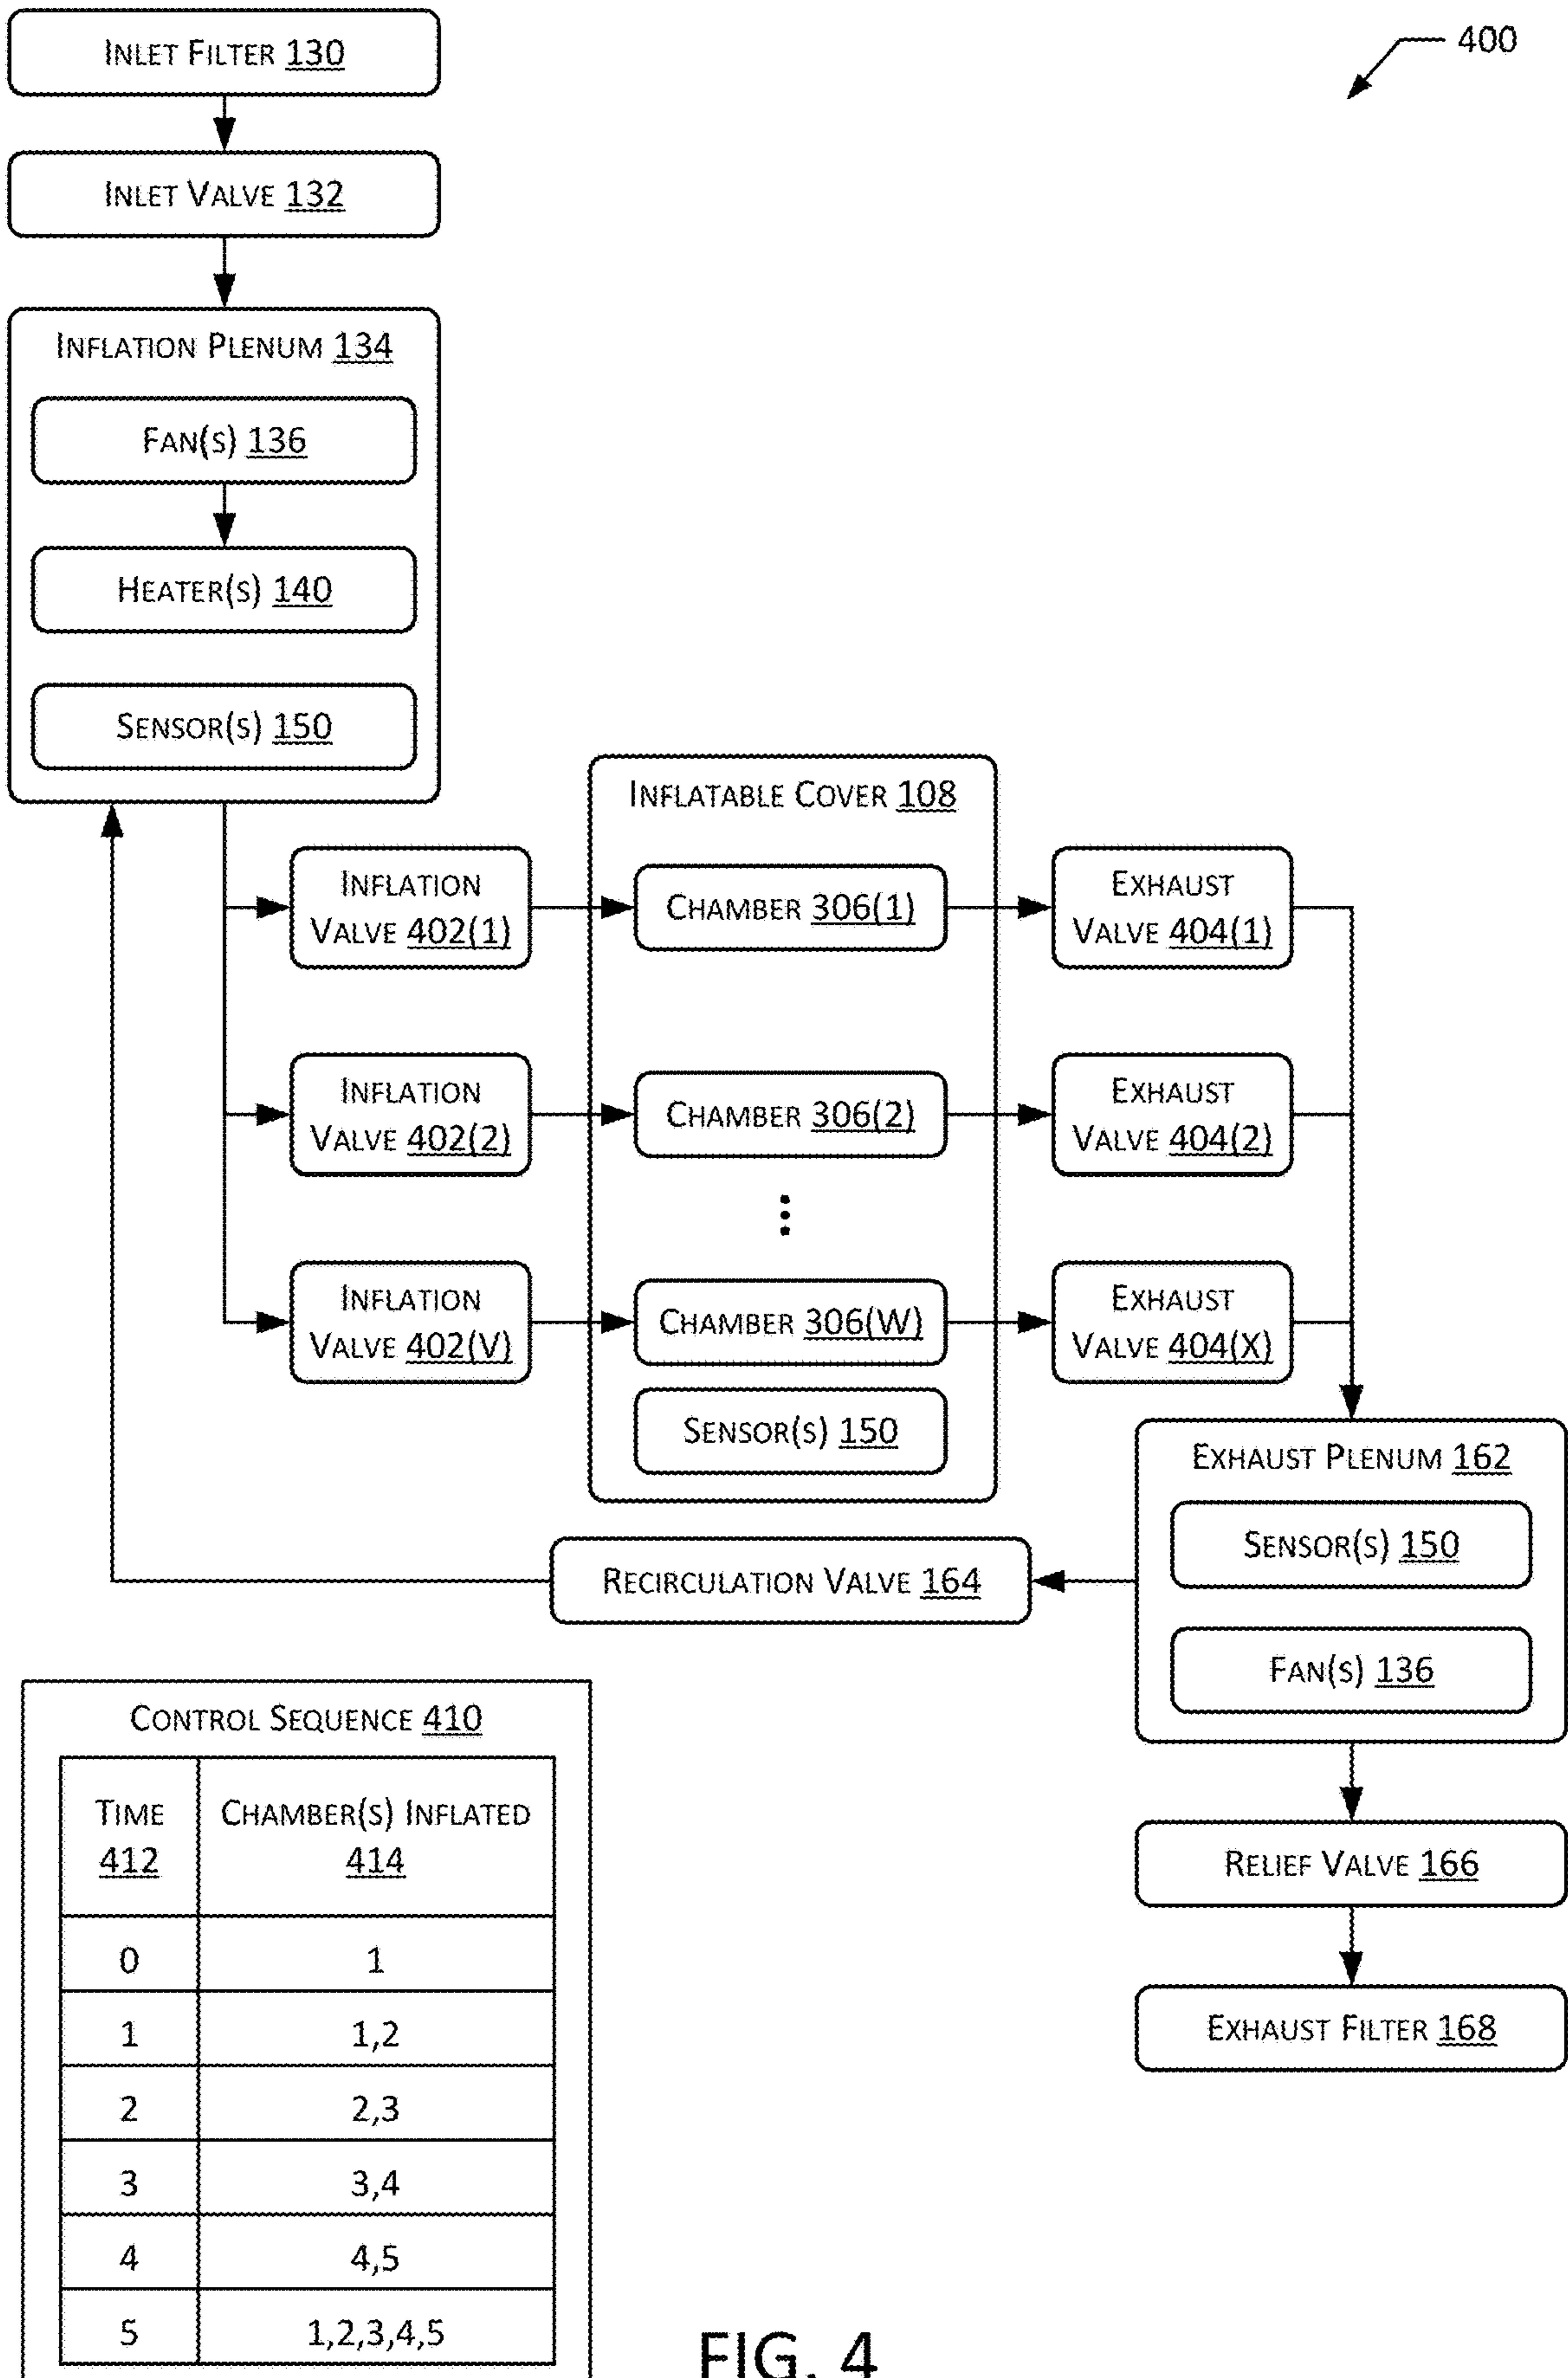 INLET FILTER 130
400
INLET VALVE 132
INFLATION PLENUM 134
FAN(S) 136
HEATER(S) 140
SENSOR(S) 150
INFLATABLE COVER 108
INFLATION
VALVE 402(1)
CHAMBER 306(1)
EXHAUST
VALVE 404(1)
INFLATION
VALVE 402(2)
CHAMBER 306(2)
EXHAUST
VALVE 404(2)
INFLATION
VALVE 402(V)
CHAMBER 306(W)
EXHAUST
VALVE 404(X)
SENSOR(S) 150
EXHAUST PLENUM 162
SENSOR(S) 150
FAN(S) 136
RECIRCULATION VALVE 164
RELIEF VALVE 166
EXHAUST FILTER 168
CONTROL SEQUENCE 410
TIME
412
CHAMBER(S) INFLATED
414
0 1
1 1,2
2 2,3
3 3,4
4 4,5
5 1,2,3,4,5
FIG. 4